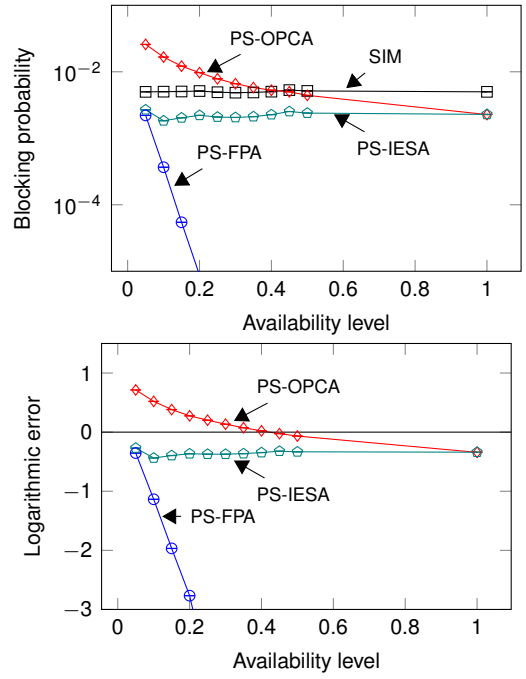 PS-OPCA
SIM
10⁻²
PS-IESA
PS-FPA
10⁻⁴
Blocking probability
0 0.2 0.4 0.6 0.8 1
Availability level
1
PS-OPCA
0
PS-IESA
−1
PS-FPA
−2
−3
Logarithmic error
0 0.2 0.4 0.6 0.8 1
Availability level